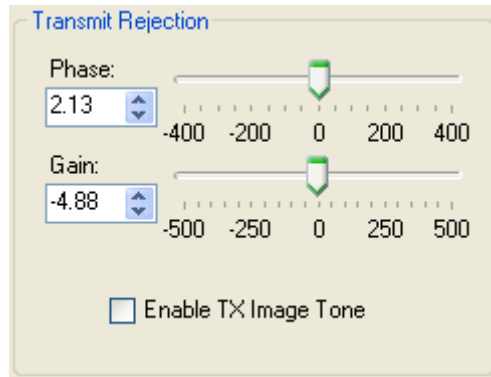 Transmit Rejection
Phase:
2.13
-400 -200 0 200 400
Gain:
-4.88
-500 -250 0 250 500
Enable TX Image Tone